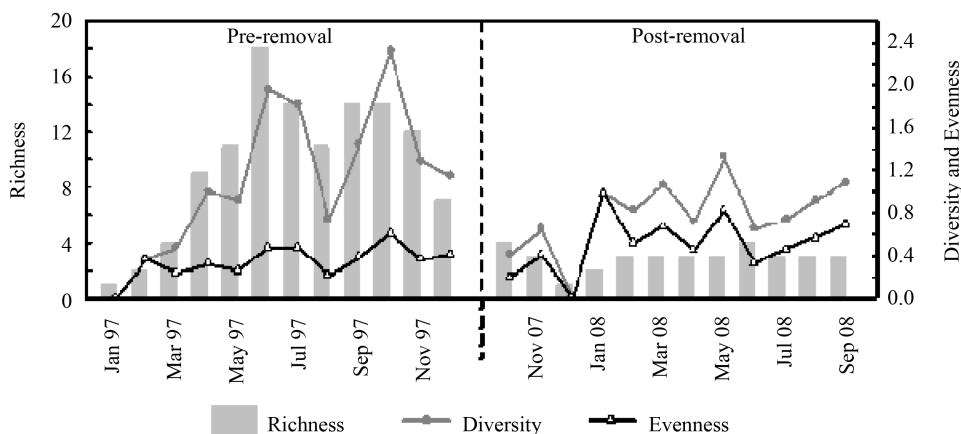 Pre-removal
Post-removal
Richness
20
16
12
8
4
0
Diversity and Evenness
2.4
2.0
1.6
1.2
0.8
0.4
0.0
Jan 97
Mar 97
May 97
Jul 97
Sep 97
Nov 97
Nov 07
Jan 08
Mar 08
May 08
Jul 08
Sep 08
Richness
Diversity
Evenness